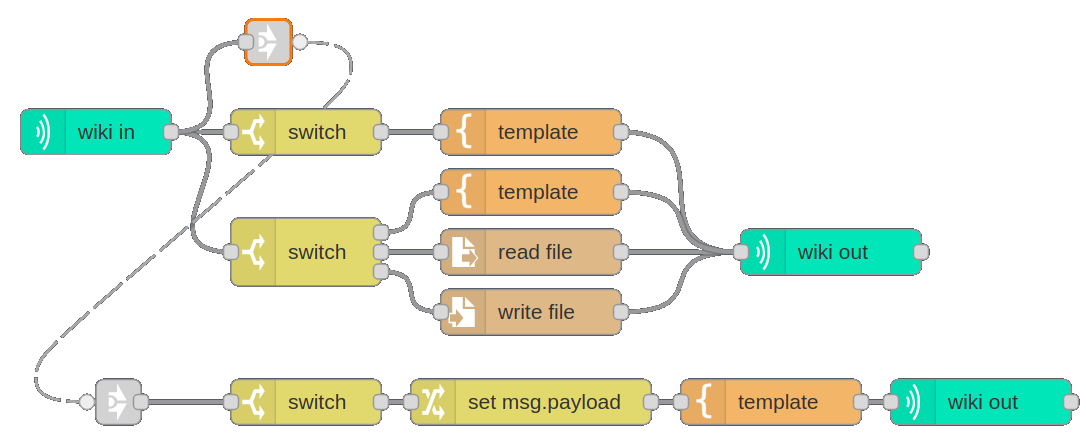 wiki in
switch
template
template
switch
read file
wiki out
write file
switch
set msg.payload
template
wiki out